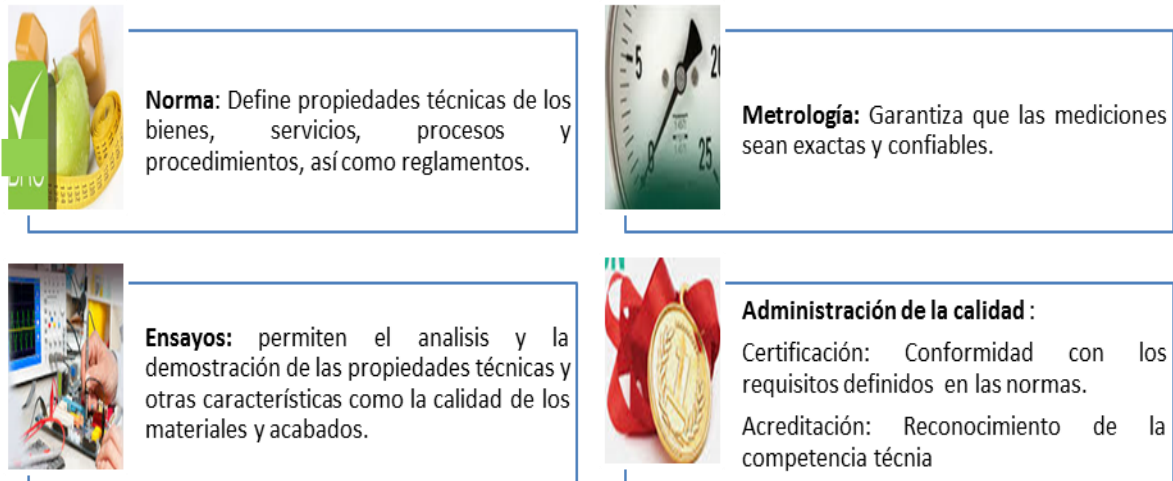 Norma: Define propiedades técnicas de los
bienes, servicios, procesos y
procedimientos, así como reglamentos.
5
20
25
Metrología: Garantiza que las mediciones
sean exactas y confiables.
Ensayos: permiten el analisis y la
demostración de las propiedades técnicas y
otras características como la calidad de los
materiales y acabados.
Administración de la calidad :
Certificación: Conformidad con los
requisitos definidos en las normas.
Acreditación: Reconocimiento de la
competencia técnia